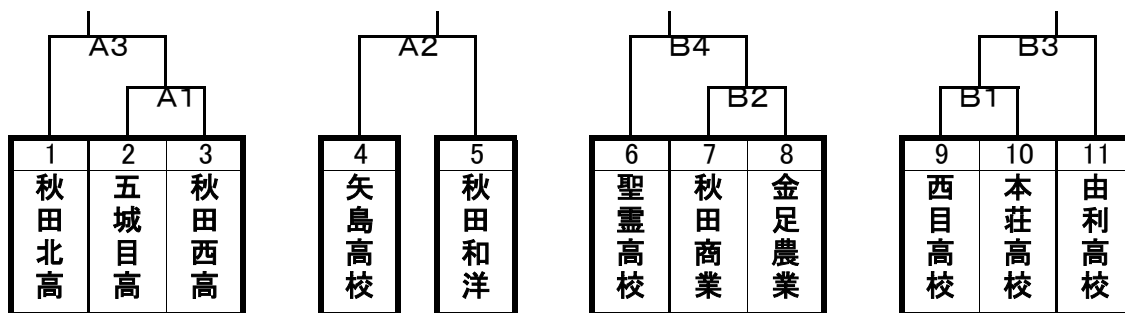 A3
A2
B4
B3
A1
B2
B1
1
2
3
4
5
6
7
8
9
10
11
秋田北高
五城目高
秋田西高
矢島高校
秋田和洋
聖霊高校
秋田商業
金足農業
西目高校
本荘高校
由利高校